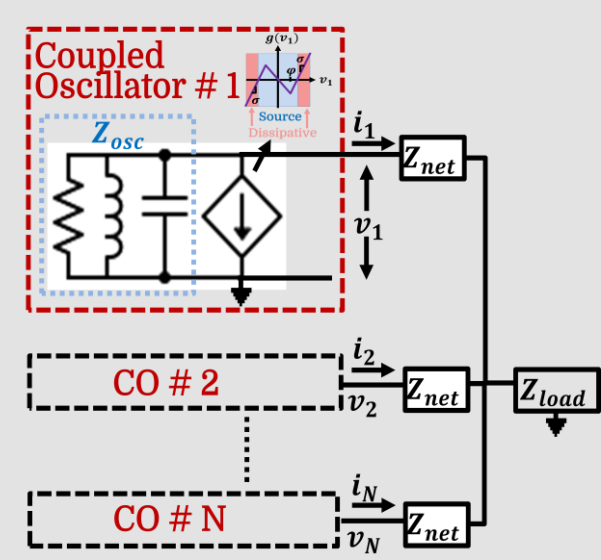 Coupled
Oscillator # 1
g(v₁)
σ
φ
v₁
σ
Source
Dissipative
Z_osc
i₁
Z_net
v₁
i₂
CO # 2
v₂
Z_net
Z_load
i_N
CO # N
v_N
Z_net